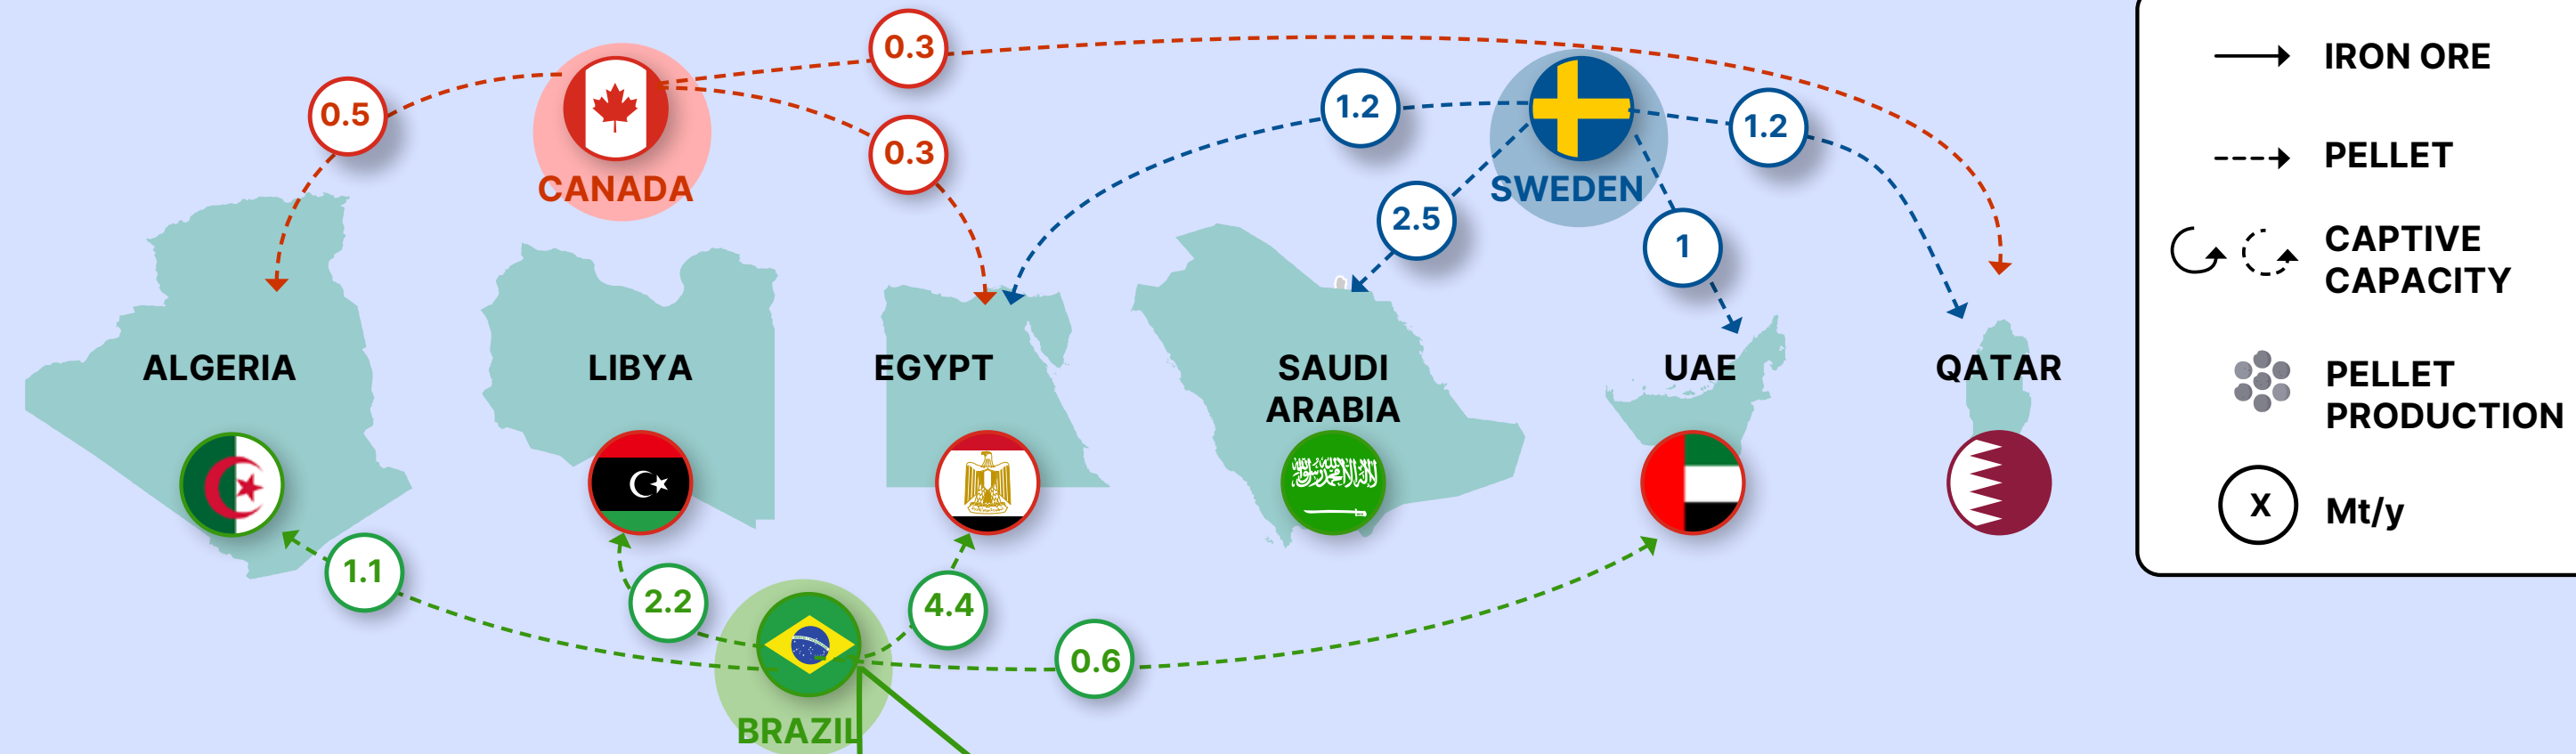 0.3
IRON ORE
0.5
1.2
1.2
0.3
PELLET
CANADA
SWEDEN
2.5
1
CAPTIVE
CAPACITY
ALGERIA
LIBYA
EGYPT
SAUDI
ARABIA
UAE
QATAR
PELLET
PRODUCTION
X
Mt/y
1.1
2.2
4.4
0.6
BRAZIL